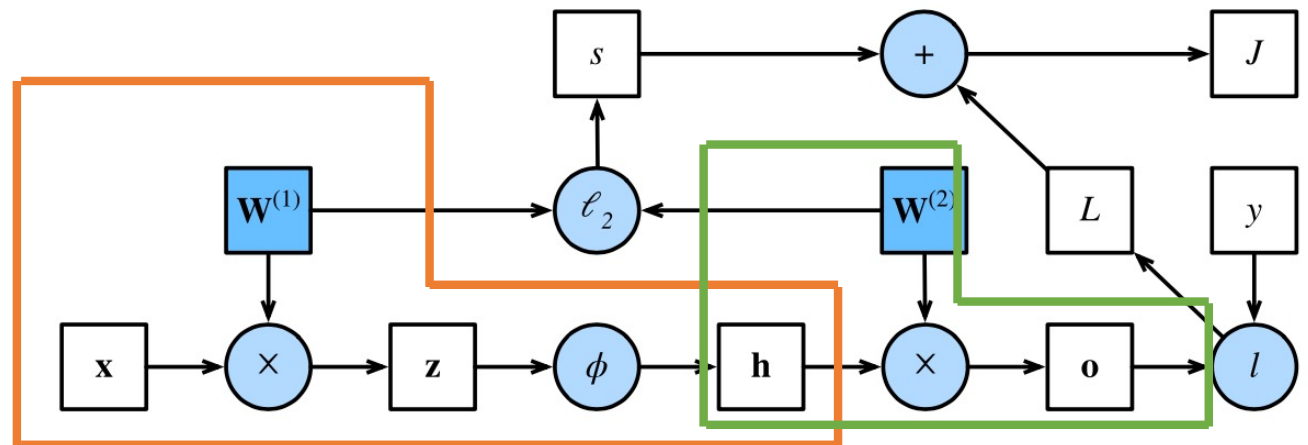 s + J
W⁽¹⁾ ℓ₂ W⁽²⁾ L y
x × z ϕ h × o l